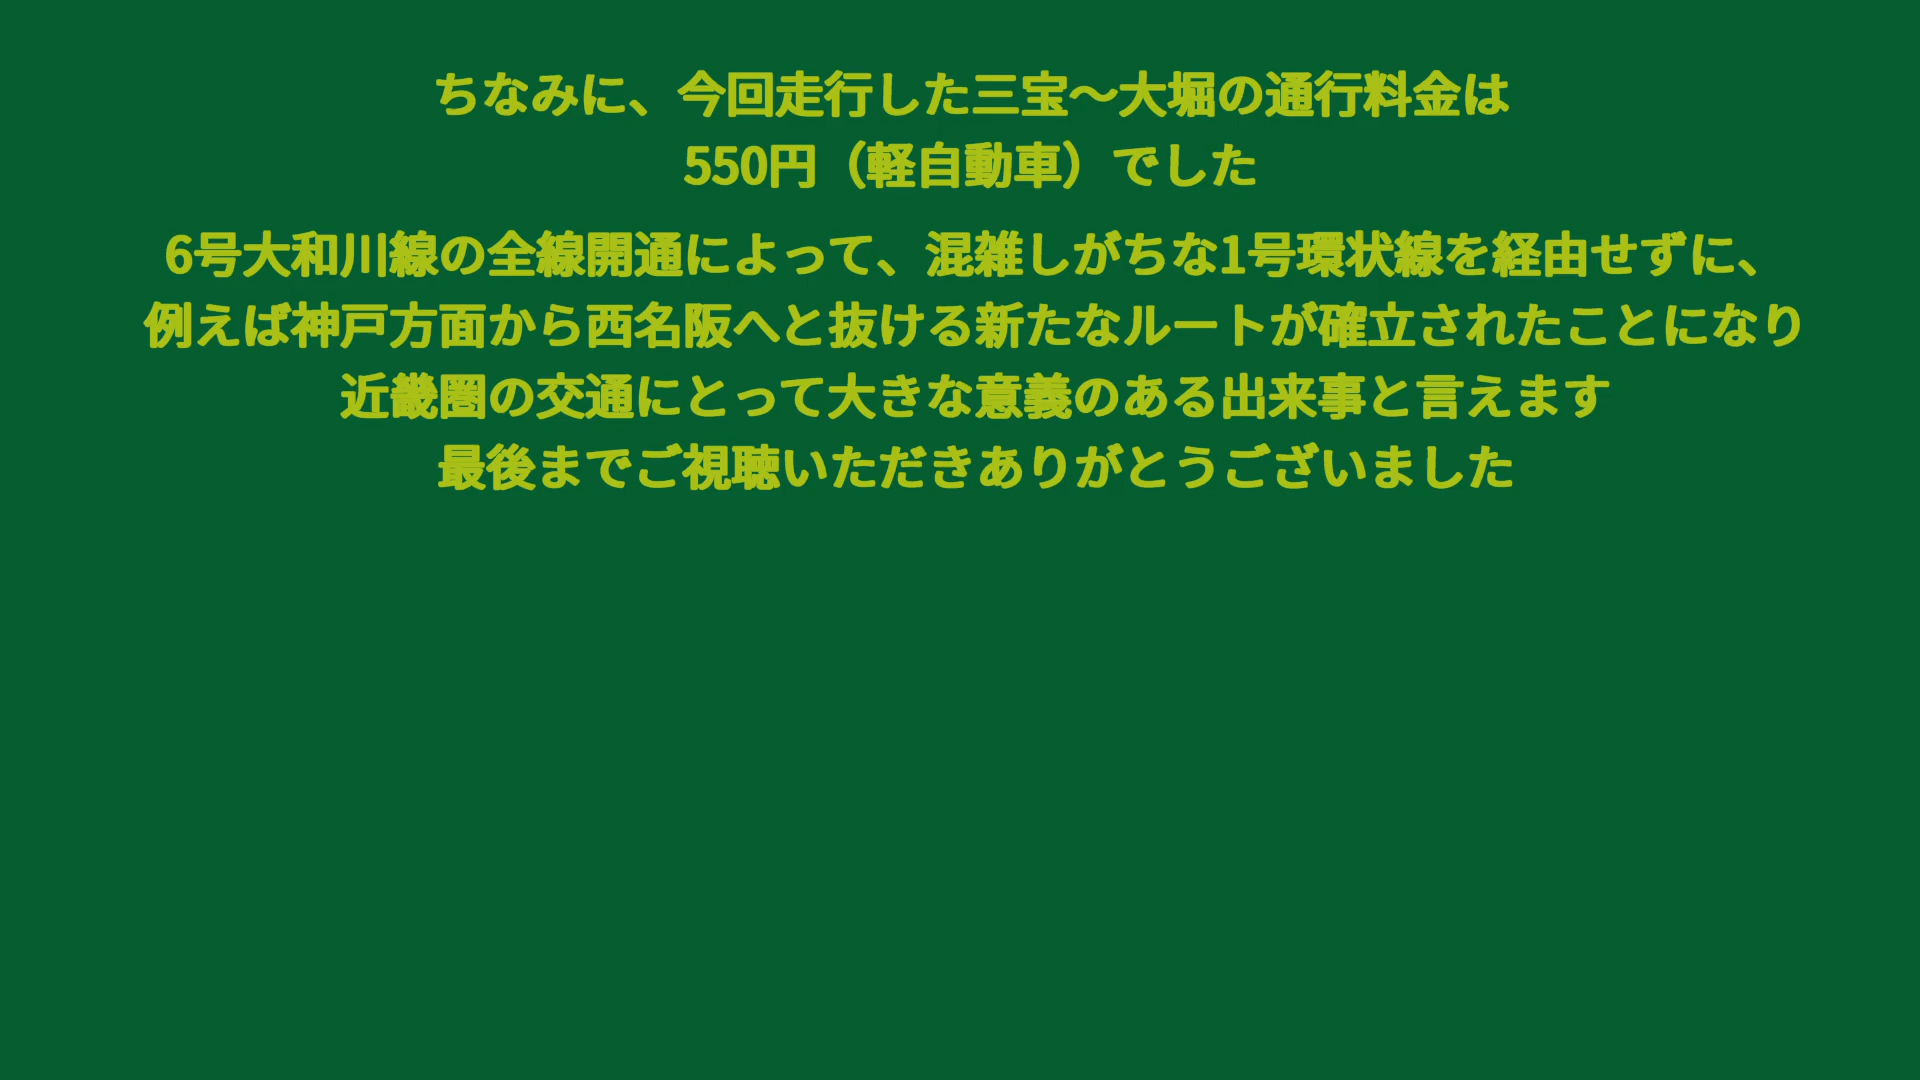 ちなみに、今回走行した三宝〜大堀の通行料金は
550円（軽自動車）でした
6号大和川線の全線開通によって、混雑しがちな1号環状線を経由せずに、
例えば神戸方面から西名阪へと抜ける新たなルートが確立されたことになり
近畿圏の交通にとって大きな意義のある出来事と言えます
最後までご視聴いただきありがとうございました